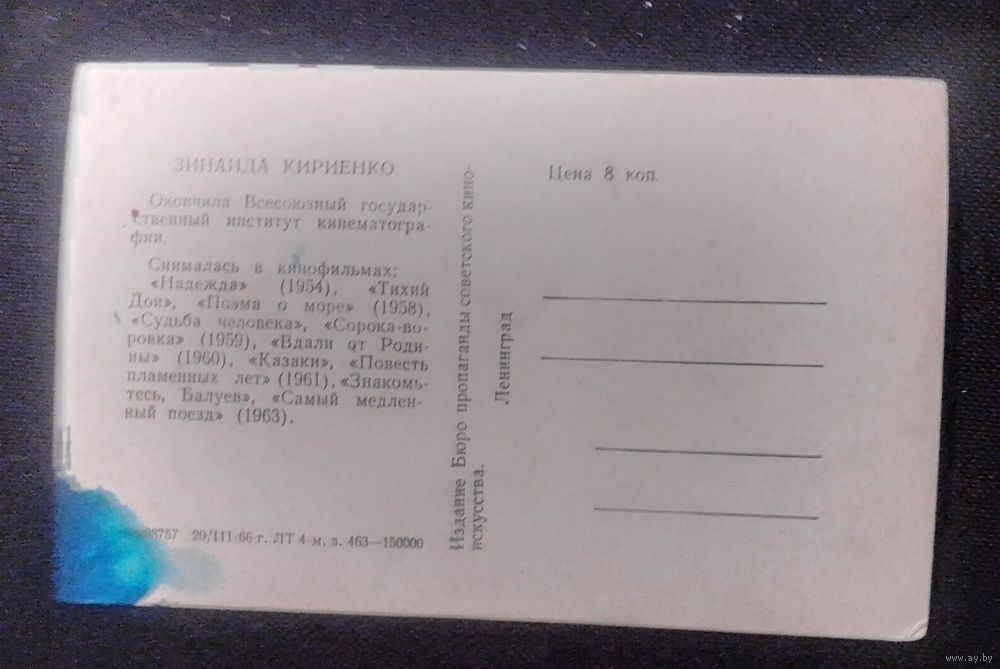 ЗИНАИДА КИРИЕНКО
Окончила Всесоюзный государ-
ственный институт кинематогра-
фии.
Снималась в кинофильмах:
«Надежда» (1954), «Тихий
Дон», «Поэма о море» (1958),
«Судьба человека», «Сорока-во-
ровка» (1959), «Вдали от Роди-
ны» (1960), «Казаки», «Повесть
пламенных лет» (1961), «Знакомь-
тесь, Балуев», «Самый медлен-
ный поезд» (1963).
29/III-66 г. ЛТ 4-м, з. 463—150000
Издание Бюро пропаганды советского кино-
искусства.
Ленинград
Цена 8 коп.
www.ay.by